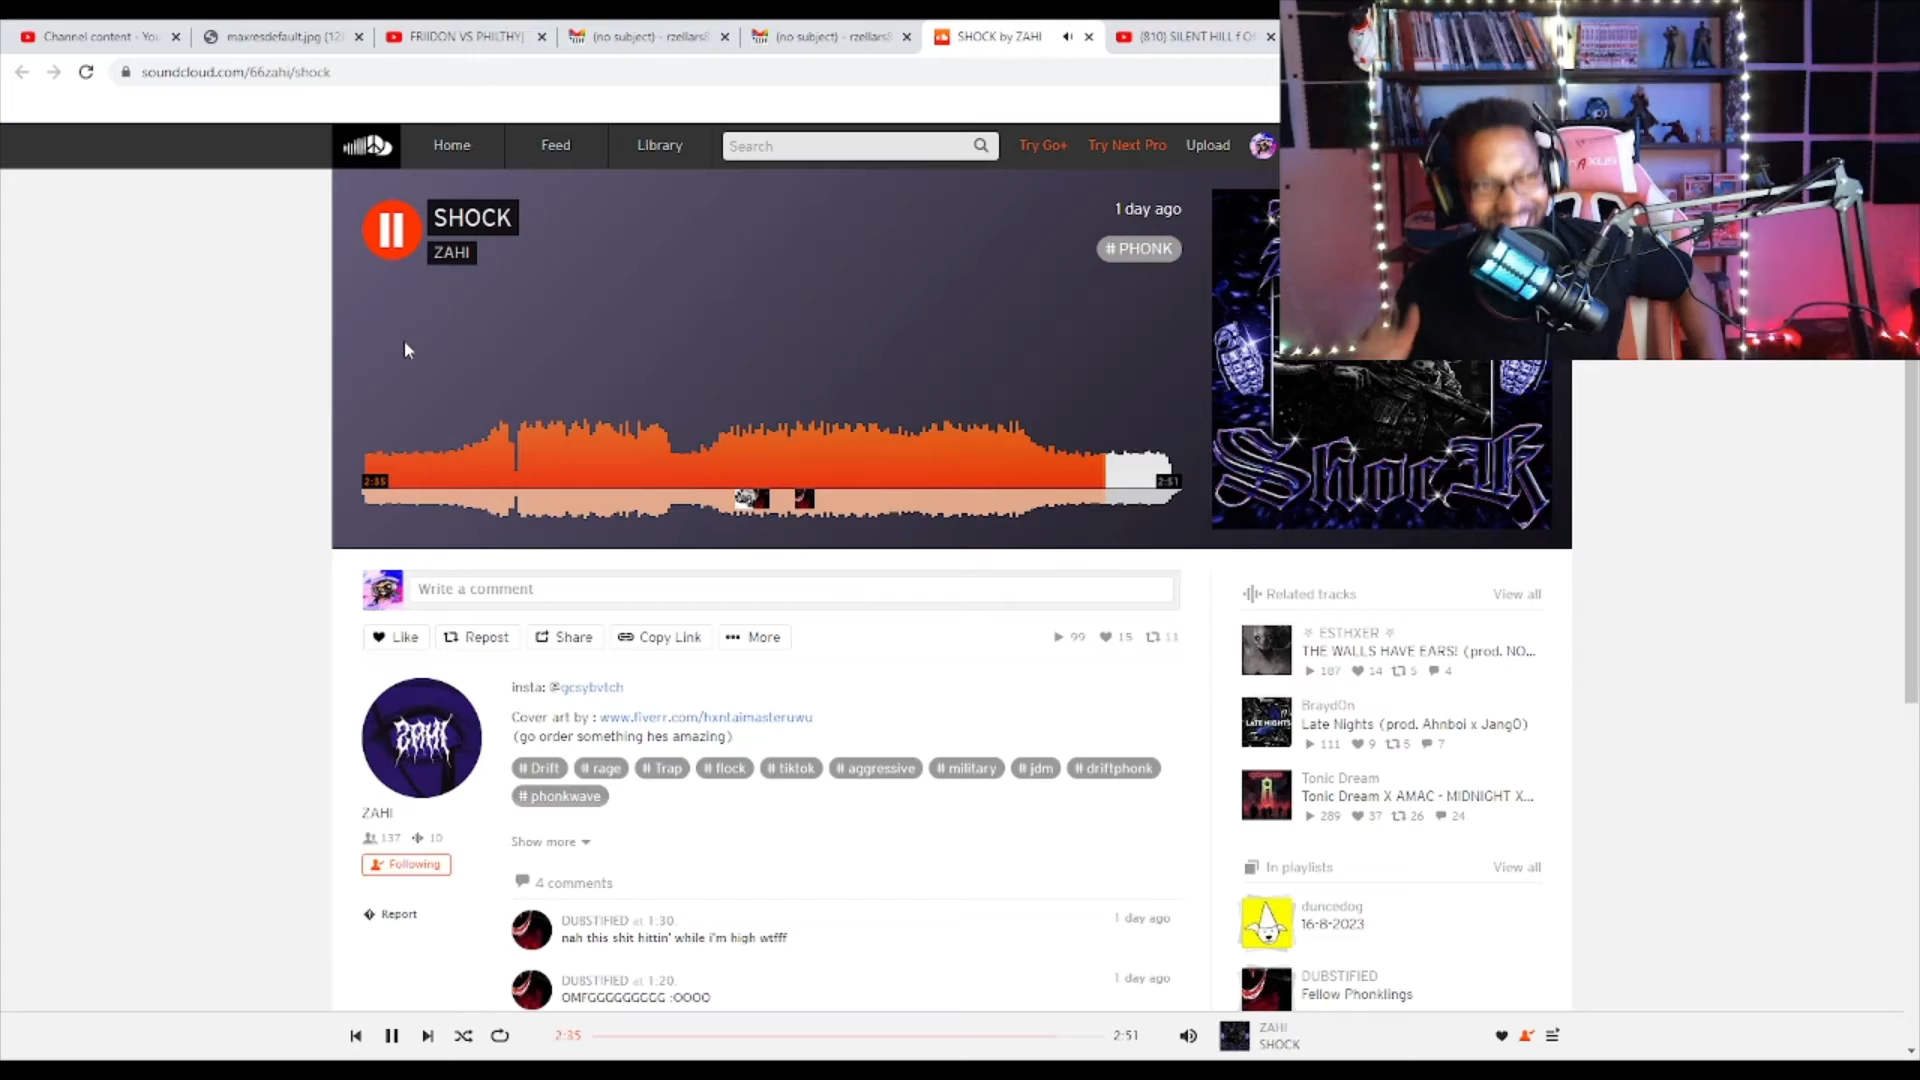 Channel content - You
maxresdefault.jpg (12
FRIIDON VS PHILTHY|
(no subject) - rzellars8
(no subject) - rzellars8
SHOCK by ZAHI
(810) SILENT HILL f O
soundcloud.com/66zahi/shock
Home
Feed
Library
Search
Try Go+
Try Next Pro
Upload
SHOCK
ZAHI
1 day ago
# PHONK
2:35
2:51
ShocK
Write a comment
Like
Repost
Share
Copy Link
More
99
15
11
insta: @gcsybvtch
Cover art by : www.fiverr.com/hxntaimasteruwu
(go order something hes amazing)
# Drift
# rage
# Trap
# flock
# tiktok
# aggressive
# military
# jdm
# driftphonk
# phonkwave
ZAHI
ZAHI
137
10
Following
Report
Show more
4 comments
DUBSTIFIED at 1:30.
1 day ago
nah this shit hittin' while i'm high wtfff
DUBSTIFIED at 1:20.
1 day ago
OMFGGGGGGGGG :OOOO
Related tracks
View all
⛧ ESTHXER ⛧
THE WALLS HAVE EARS! (prod. NO...
187
14
5
4
LATE NIGHTS
BraydOn
Late Nights (prod. Ahnboi x JangO)
111
9
5
7
Tonic Dream
Tonic Dream X AMAC - MIDNIGHT X...
289
37
26
24
In playlists
View all
duncedog
16-8-2023
DUBSTIFIED
Fellow Phonklings
2:35
2:51
ZAHI
SHOCK